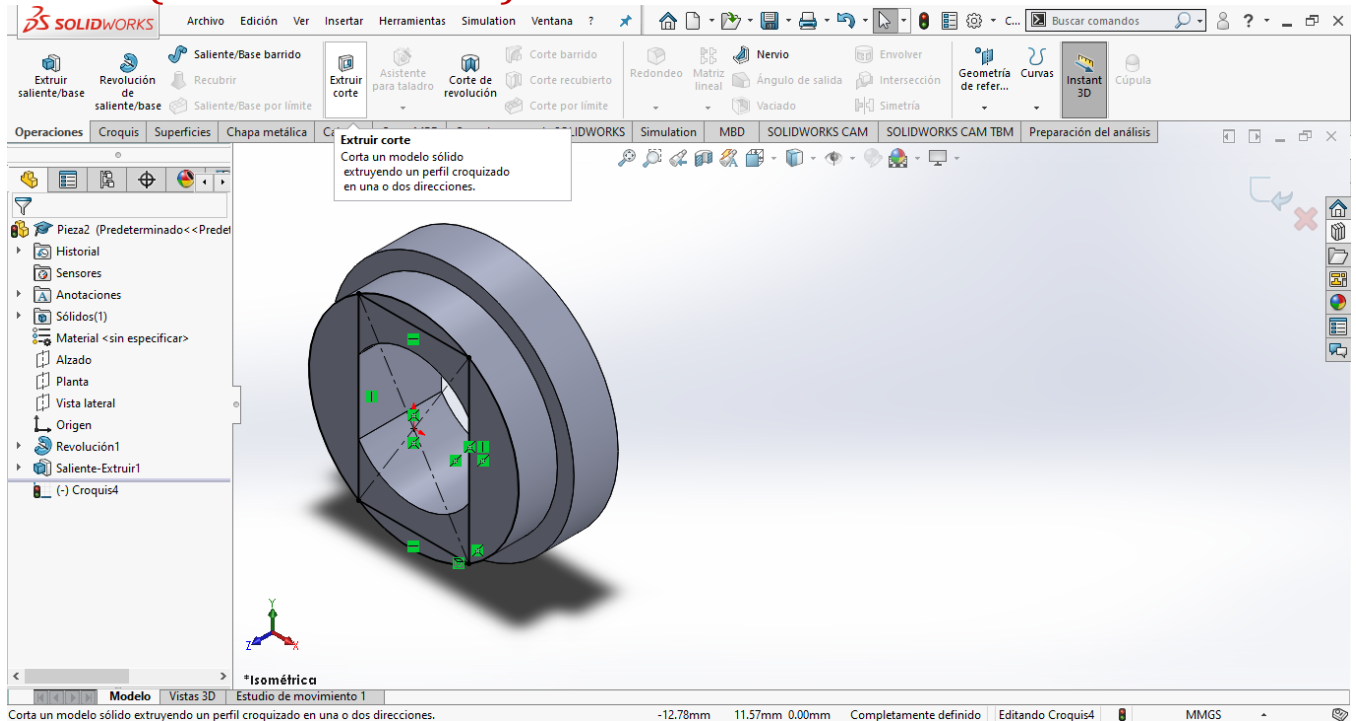 SOLIDWORKS Archivo Edición Ver Insertar Herramientas Simulation Ventana ? C... Buscar comandos ?
Extruir saliente/base
Revolución de saliente/base
Saliente/Base barrido
Recubrir
Saliente/Base por límite
Extruir corte
Asistente para taladro
Corte de revolución
Corte barrido
Corte recubierto
Corte por límite
Redondeo
Matriz lineal
Nervio
Ángulo de salida
Vaciado
Envolver
Intersección
Simetría
Geometría de refer...
Curvas
Instant 3D
Cúpula
Operaciones Croquis Superficies Chapa metálica SOLIDWORKS Simulation MBD SOLIDWORKS CAM SOLIDWORKS CAM TBM Preparación del análisis
Extruir corte
Corta un modelo sólido
extruyendo un perfil croquizado
en una o dos direcciones.
Pieza2 (Predeterminado<<Predet
Historial
Sensores
Anotaciones
Sólidos(1)
Material <sin especificar>
Alzado
Planta
Vista lateral
Origen
Revolución1
Saliente-Extruir1
(-) Croquis4
Y
Z X
*Isométrica
Modelo Vistas 3D Estudio de movimiento 1
Corta un modelo sólido extruyendo un perfil croquizado en una o dos direcciones. -12.78mm 11.57mm 0.00mm Completamente definido Editando Croquis4 MMGS